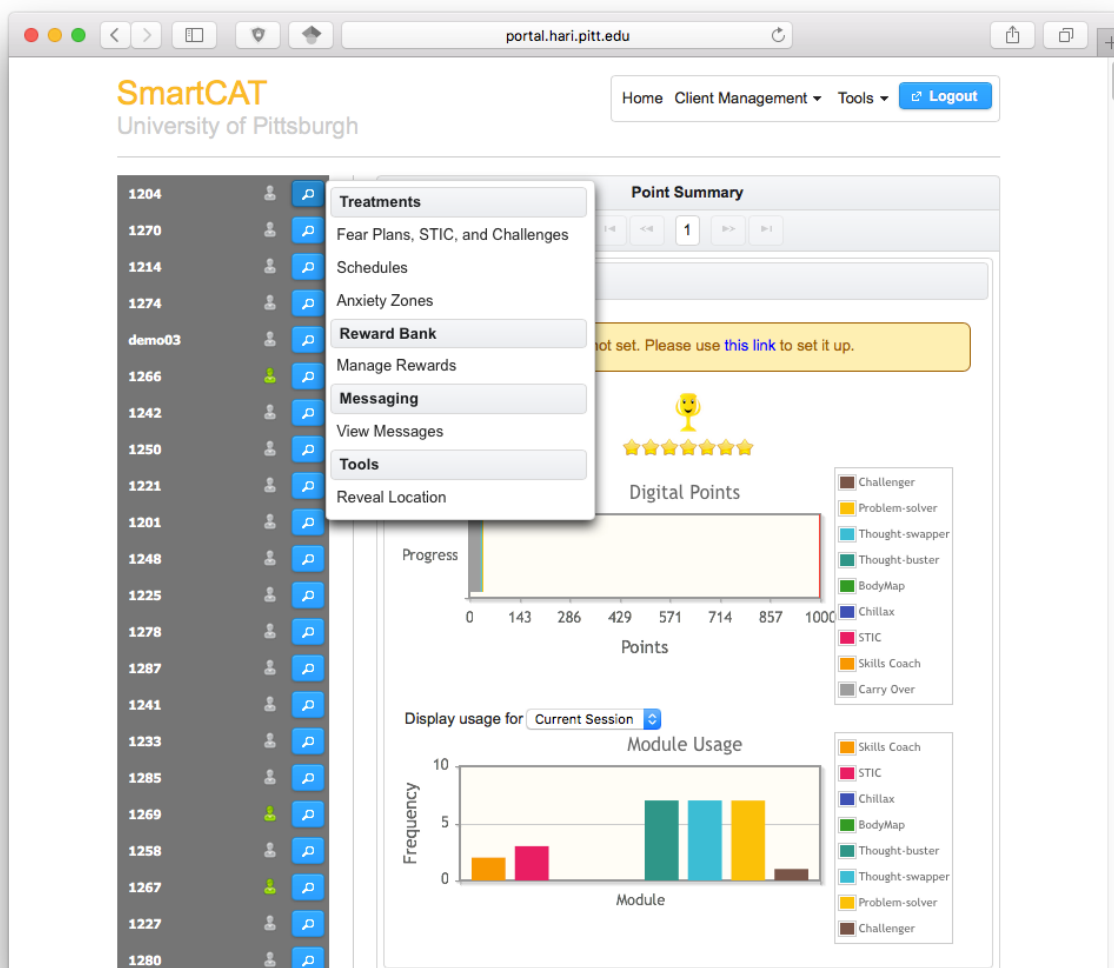 portal.hari.pitt.edu
SmartCAT
University of Pittsburgh
Home Client Management Tools Logout
1204
1270
1214
1274
demo03
1266
1242
1250
1221
1201
1248
1225
1278
1287
1241
1233
1285
1269
1258
1267
1227
1280
Treatments
Fear Plans, STIC, and Challenges
Schedules
Anxiety Zones
Reward Bank
Manage Rewards
Messaging
View Messages
Tools
Reveal Location
Point Summary
1
not set. Please use this link to set it up.
Digital Points
Progress
0 143 286 429 571 714 857 1000
Points
Challenger
Problem-solver
Thought-swapper
Thought-buster
BodyMap
Chillax
STIC
Skills Coach
Carry Over
Display usage for Current Session
Module Usage
10
5
0
Frequency
Module
Skills Coach
STIC
Chillax
BodyMap
Thought-buster
Thought-swapper
Problem-solver
Challenger